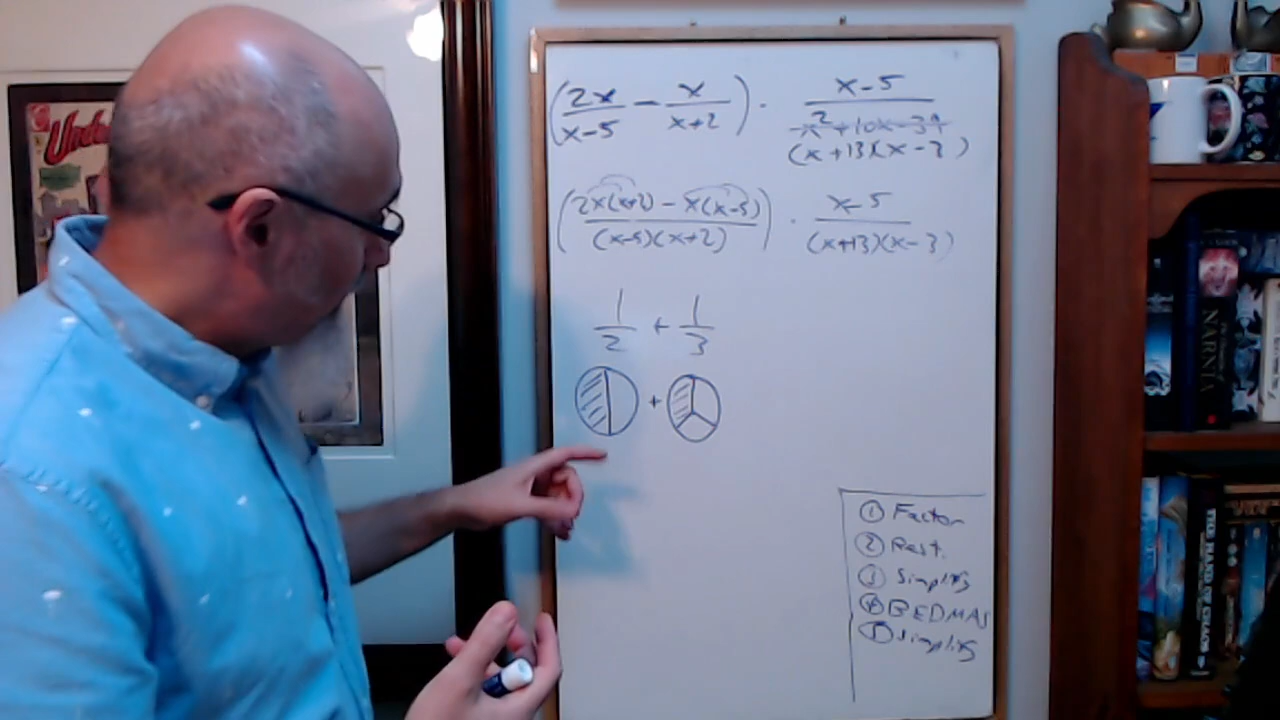 (2x/(x-5) - x/(x+2)) · (x-5)/(x²+10x-39)
(x+13)(x-3)
((2x(x+2) - x(x-5))/((x-5)(x+2))) · (x-5)/((x+13)(x-3))
1/2 + 1/3
+
① Factor
② Rest.
③ Simplify
④ BEDMAS
⑤ Simplify
NARNIA